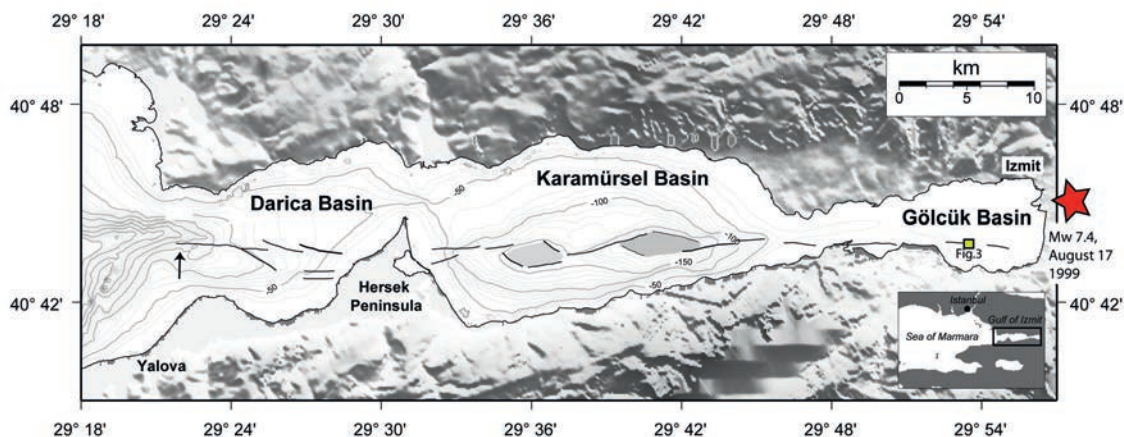 29° 18' 29° 24' 29° 30' 29° 36' 29° 42' 29° 48' 29° 54'
km
0 5 10
40° 48' 40° 48'
Izmit
-50
Karamürsel Basin
Darica Basin
-100
Gölcük Basin
-100
Fig.3
Mw 7.4,
August 17
1999
-150
-50
-50
Hersek
Peninsula
40° 42' 40° 42'
Istanbul
Gulf of Izmit
Sea of Marmara
Yalova
29° 18' 29° 24' 29° 30' 29° 36' 29° 42' 29° 48' 29° 54'